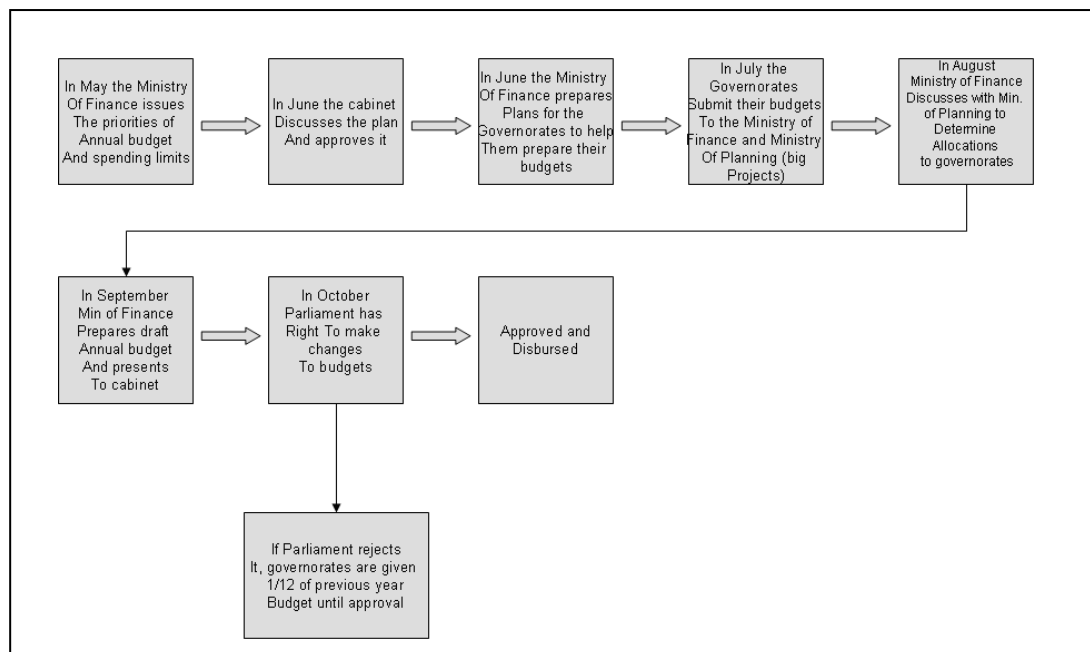 In May the Ministry
Of Finance issues
The priorities of
Annual budget
And spending limits
In June the cabinet
Discusses the plan
And approves it
In June the Ministry
Of Finance prepares
Plans for the
Governorates to help
Them prepare their
budgets
In July the
Governorates
Submit their budgets
To the Ministry of
Finance and Ministry
Of Planning (big
Projects)
In August
Ministry of Finance
Discusses with Min.
of Planning to
Determine
Allocations
to governorates
In September
Min of Finance
Prepares draft
Annual budget
And presents
To cabinet
In October
Parliament has
Right To make
changes
To budgets
Approved and
Disbursed
If Parliament rejects
It, governorates are given
1/12 of previous year
Budget until approval